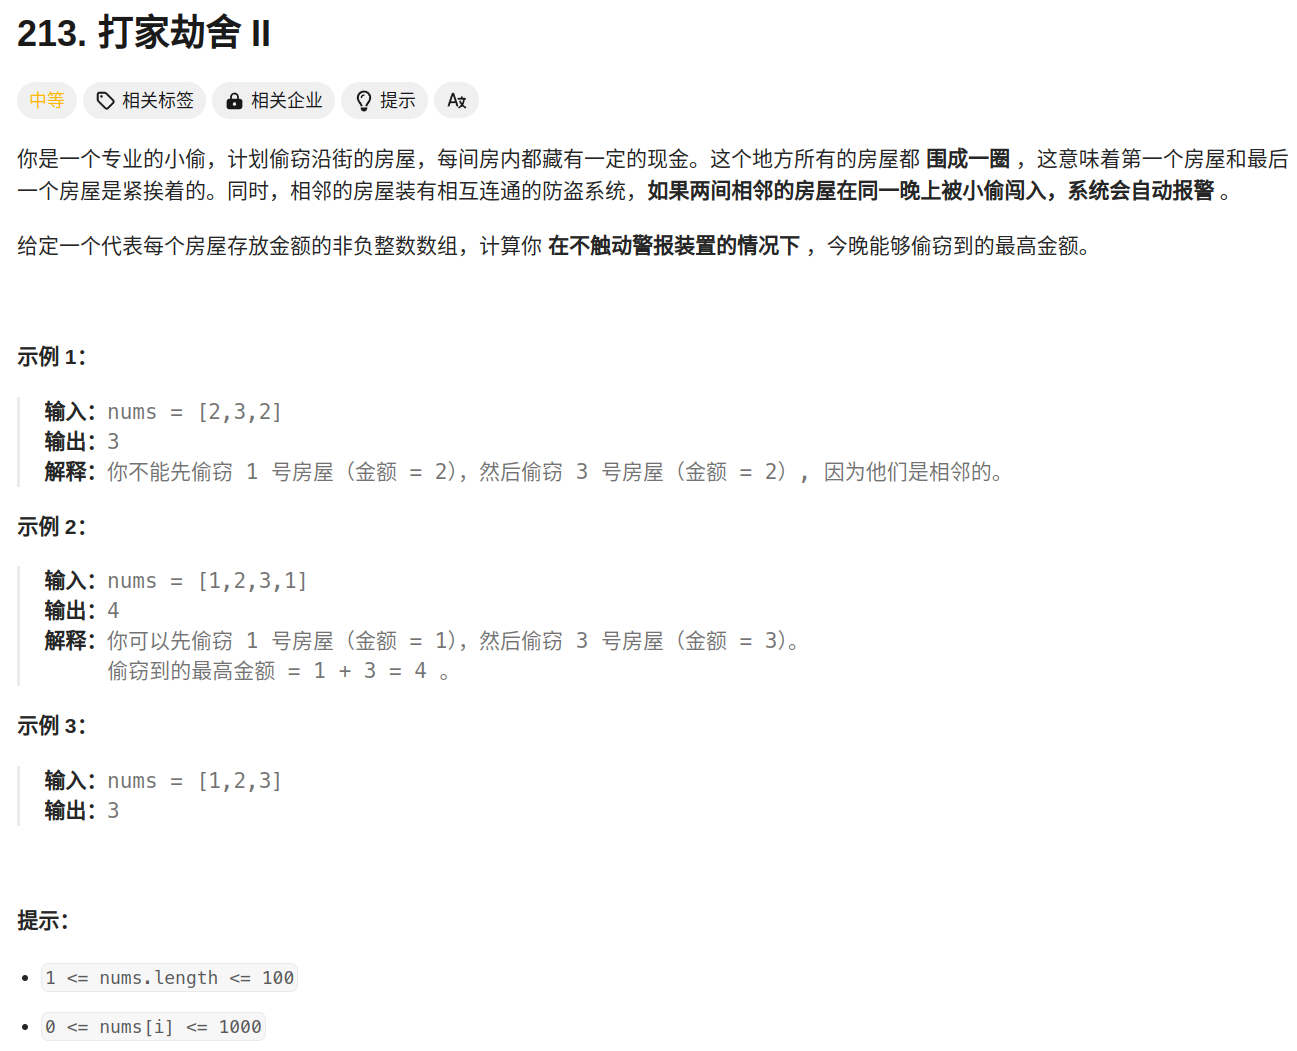 213. 打家劫舍 II
中等 相关标签 相关企业 提示
你是一个专业的小偷，计划偷窃沿街的房屋，每间房内都藏有一定的现金。这个地方所有的房屋都 围成一圈 ，这意味着第一个房屋和最后
一个房屋是紧挨着的。同时，相邻的房屋装有相互连通的防盗系统，如果两间相邻的房屋在同一晚上被小偷闯入，系统会自动报警 。
给定一个代表每个房屋存放金额的非负整数数组，计算你 在不触动警报装置的情况下 ，今晚能够偷窃到的最高金额。
示例 1：
输入：nums = [2,3,2]
输出：3
解释：你不能先偷窃 1 号房屋（金额 = 2），然后偷窃 3 号房屋（金额 = 2）, 因为他们是相邻的。
示例 2：
输入：nums = [1,2,3,1]
输出：4
解释：你可以先偷窃 1 号房屋（金额 = 1），然后偷窃 3 号房屋（金额 = 3）。
偷窃到的最高金额 = 1 + 3 = 4 。
示例 3：
输入：nums = [1,2,3]
输出：3
提示：
1 <= nums.length <= 100
0 <= nums[i] <= 1000